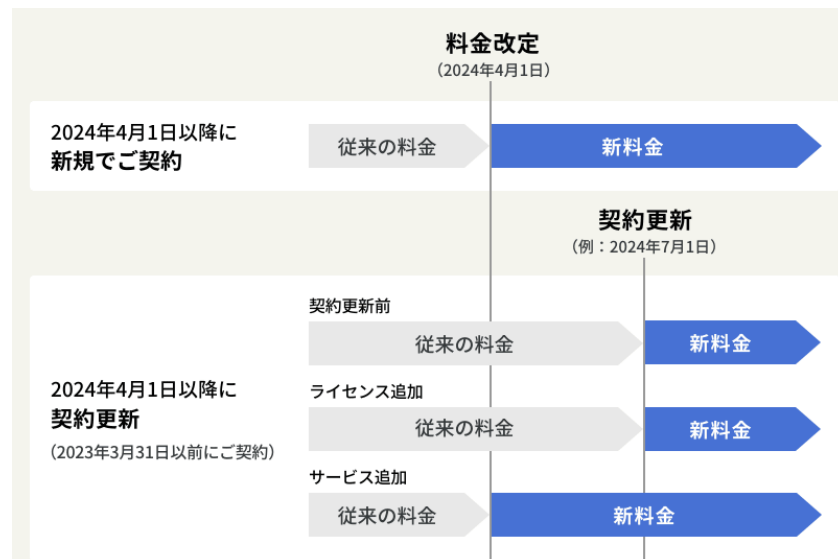 料金改定
（2024年4月1日）
2024年4月1日以降に
新規でご契約
従来の料金
新料金
契約更新
（例：2024年7月1日）
2024年4月1日以降に
契約更新
（2023年3月31日以前にご契約）
契約更新前
従来の料金
新料金
ライセンス追加
従来の料金
新料金
サービス追加
従来の料金
新料金